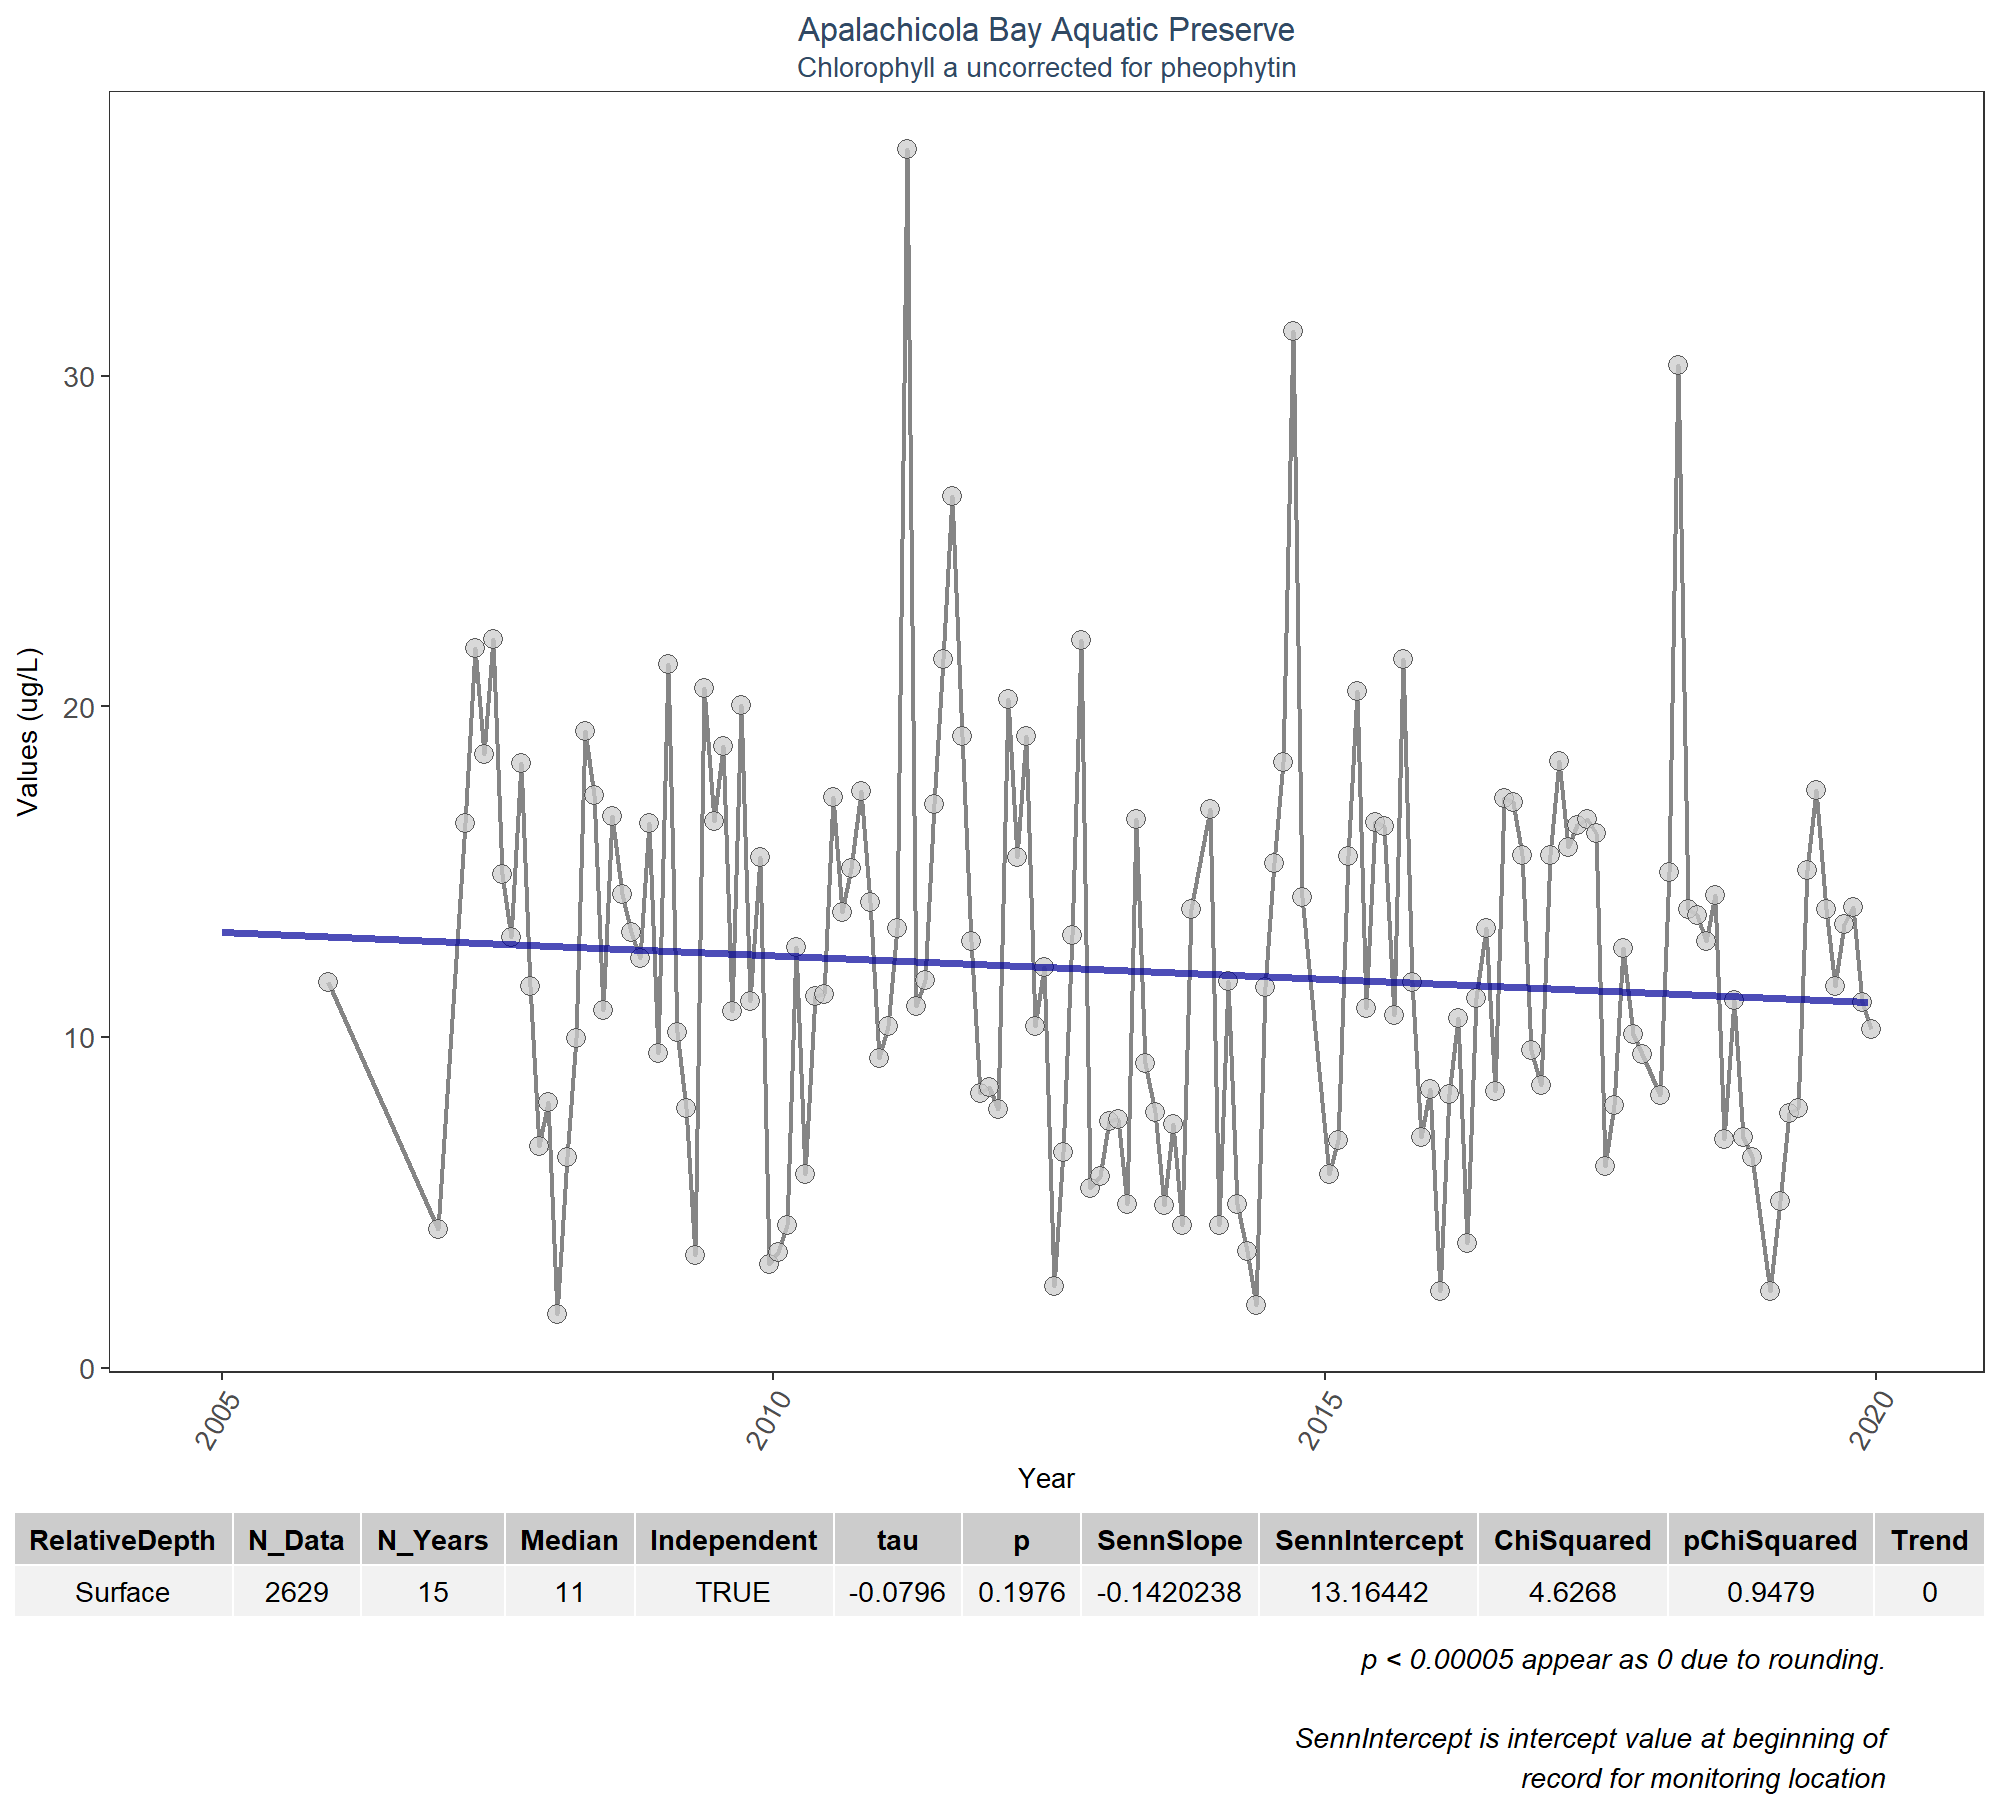 Apalachicola Bay Aquatic Preserve
Chlorophyll a uncorrected for pheophytin
Values (ug/L)
30
20
10
0
2005
2010
2015
2020
Year
RelativeDepth N_Data N_Years Median Independent tau p SennSlope SennIntercept ChiSquared pChiSquared Trend
Surface 2629 15 11 TRUE -0.0796 0.1976 -0.1420238 13.16442 4.6268 0.9479 0
p < 0.00005 appear as 0 due to rounding.
SennIntercept is intercept value at beginning of
record for monitoring location